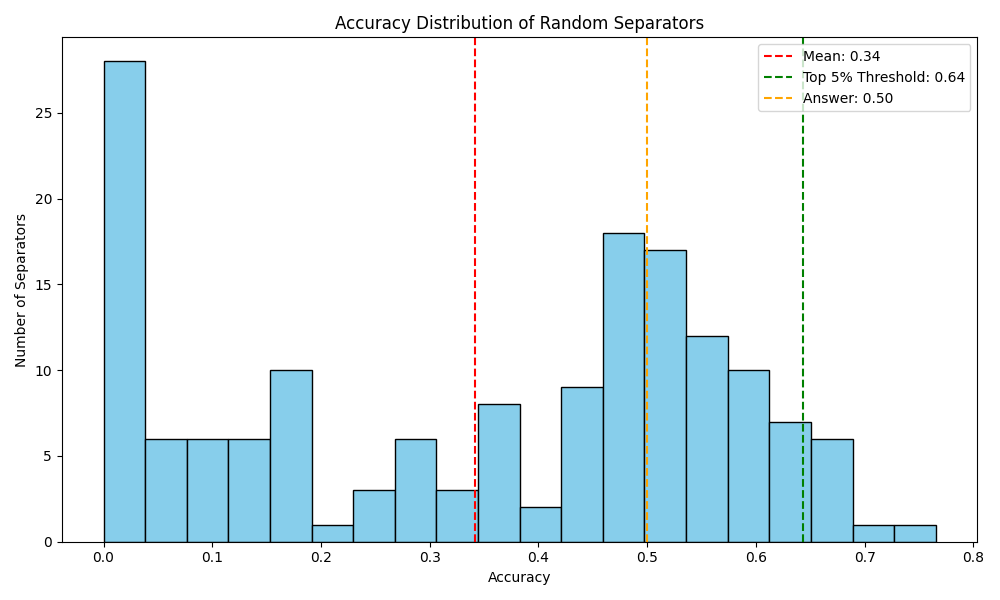 Accuracy Distribution of Random Separators
Mean: 0.34
Top 5% Threshold: 0.64
Answer: 0.50
Number of Separators
25
20
15
10
5
0
0.0 0.1 0.2 0.3 0.4 0.5 0.6 0.7 0.8
Accuracy